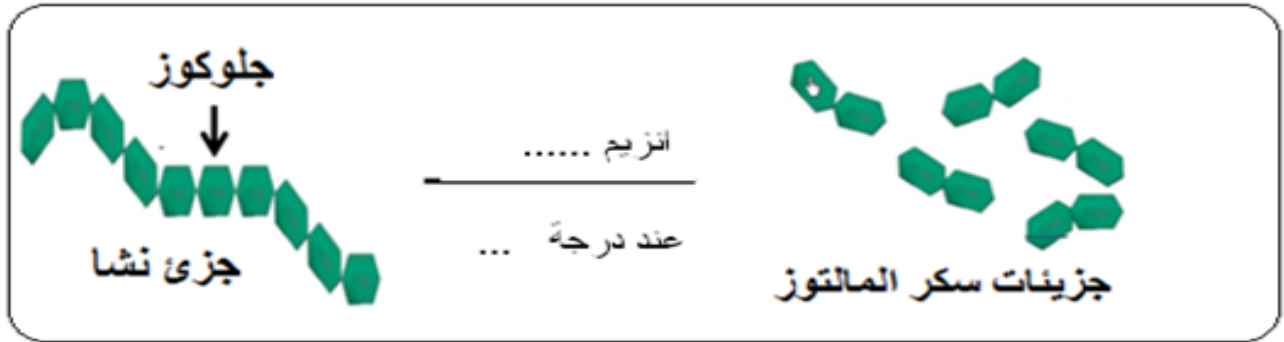 جلوكوز
انزيم ......
عند درجة ...
جزئ نشا
جزيئات سكر المالتوز